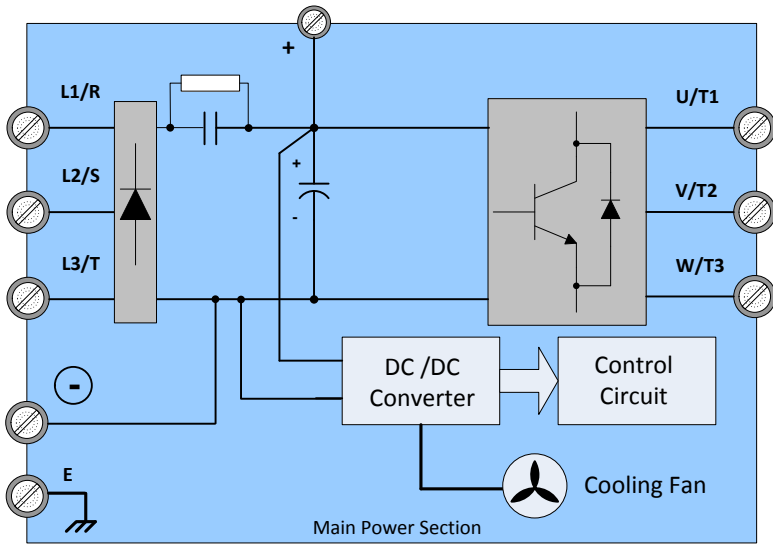 +
L1/R
U/T1
L2/S
+
-
V/T2
L3/T
W/T3
-
DC /DC
Converter
Control
Circuit
E
Cooling Fan
Main Power Section